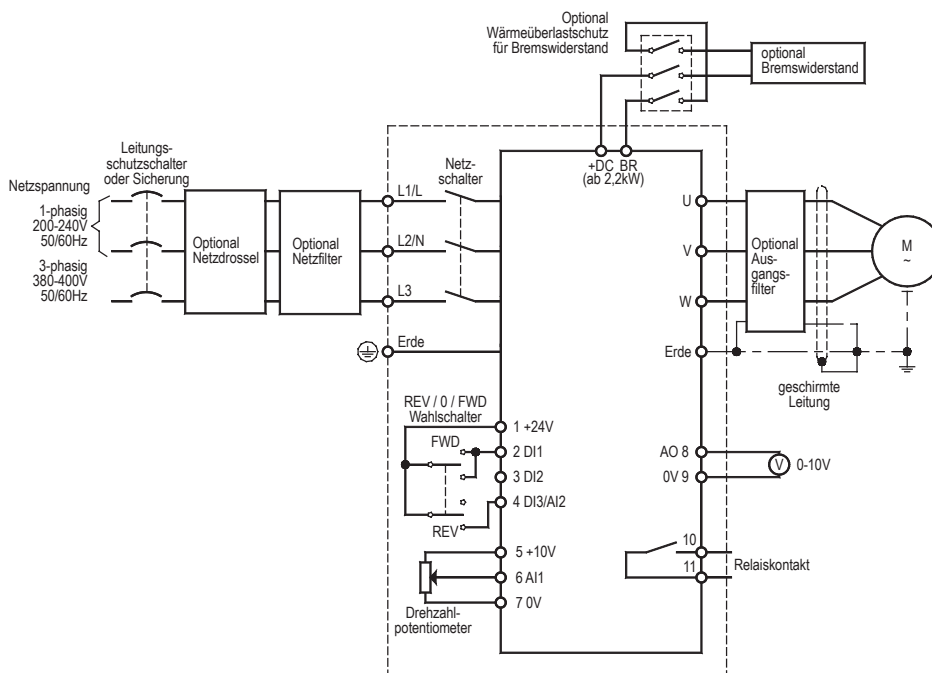 Optional
Wärmeüberlastschutz
für Bremswiderstand
optional
Bremswiderstand
+DC BR
(ab 2,2kW)
Leitungs-
schutzschalter
oder Sicherung
Netzspannung
1-phasig
200-240V
50/60Hz
3-phasig
380-400V
50/60Hz
Optional
Netzdrossel
Optional
Netzfilter
Netz-
schalter
L1/L
L2/N
L3
Erde
U
V
W
Erde
Optional
Aus-
gangs-
filter
M
~
geschirmte
Leitung
REV / 0 / FWD
Wahlschalter
FWD
REV
1 +24V
2 DI1
3 DI2
4 DI3/AI2
5 +10V
6 AI1
7 0V
Drehzahl-
potentiometer
AO 8
0V 9
V
0-10V
10
11
Relaiskontakt